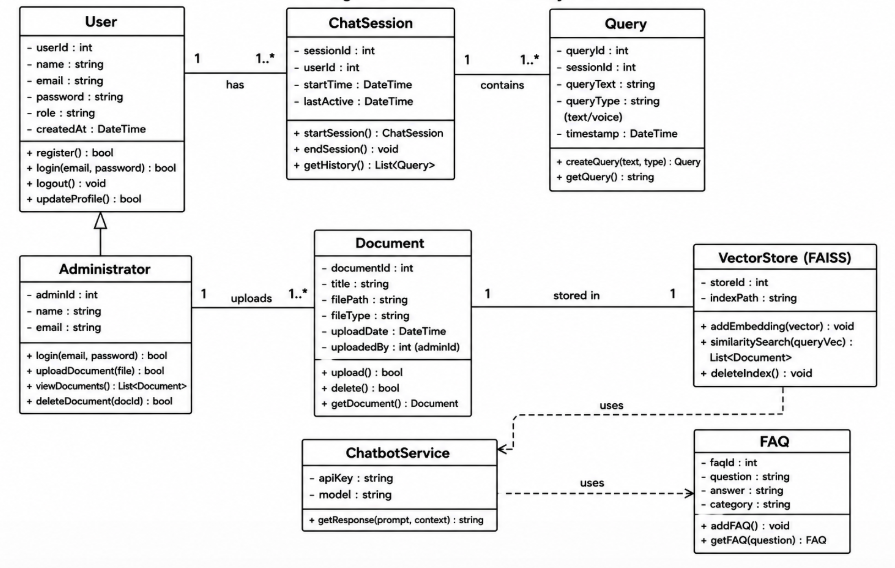 User
- userId : int
- name : string
- email : string
- password : string
- role : string
- createdAt : DateTime
+ register() : bool
+ login(email, password) : bool
+ logout() : void
+ updateProfile() : bool
1
1..*
has
ChatSession
- sessionId : int
- userId : int
- startTime : DateTime
- lastActive : DateTime
+ startSession() : ChatSession
+ endSession() : void
+ getHistory() : List<Query>
1
1..*
contains
Query
- queryId : int
- sessionId : int
- queryText : string
- queryType : string
(text/voice)
- timestamp : DateTime
+ createQuery(text, type) : Query
+ getQuery() : string
Administrator
- adminId : int
- name : string
- email : string
+ login(email, password) : bool
+ uploadDocument(file) : bool
+ viewDocuments() : List<Document>
+ deleteDocument(docId) : bool
1
1..*
uploads
Document
- documentId : int
- title : string
- filePath : string
- fileType : string
- uploadDate : DateTime
- uploadedBy : int (adminId)
+ upload() : bool
+ delete() : bool
+ getDocument() : Document
1
1
stored in
VectorStore (FAISS)
- storeId : int
- indexPath : string
+ addEmbedding(vector) : void
+ similaritySearch(queryVec) :
List<Document>
+ deleteIndex() : void
uses
ChatbotService
- apiKey : string
- model : string
+ getResponse(prompt, context) : string
uses
FAQ
- faqId : int
- question : string
- answer : string
- category : string
+ addFAQ() : void
+ getFAQ(question) : FAQ